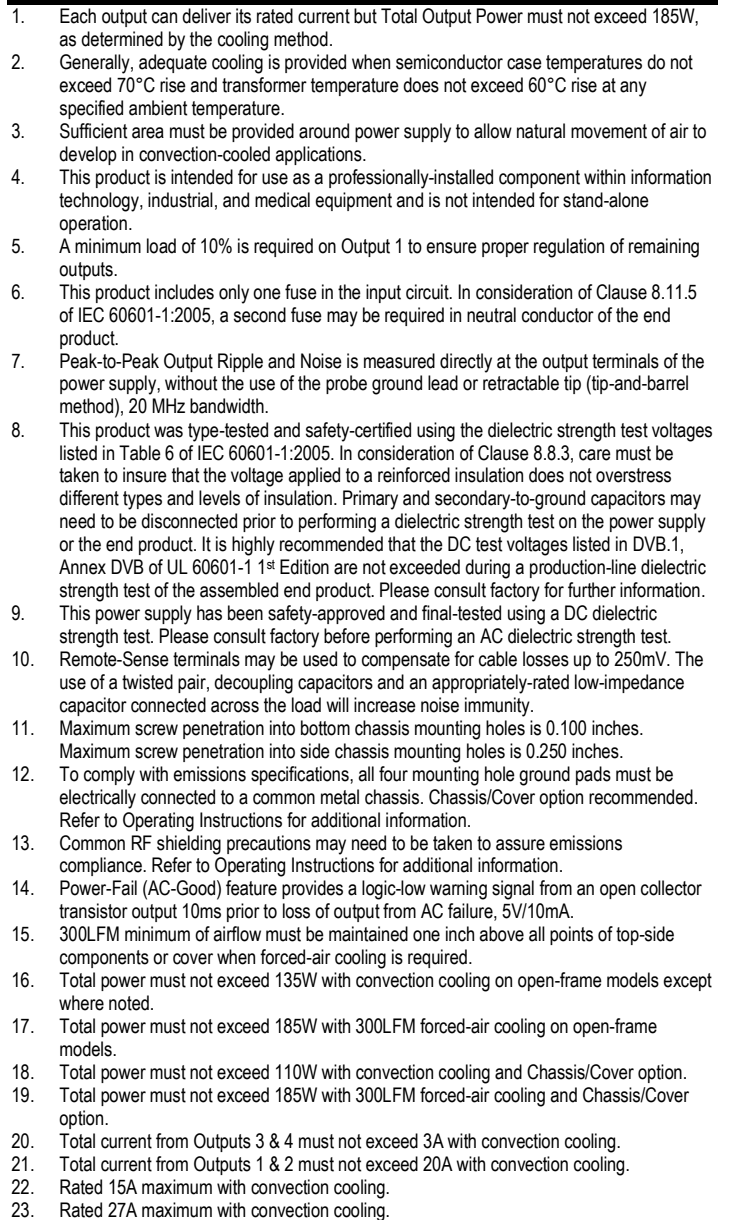 1. Each output can deliver its rated current but Total Output Power must not exceed 185W,
as determined by the cooling method.
2. Generally, adequate cooling is provided when semiconductor case temperatures do not
exceed 70°C rise and transformer temperature does not exceed 60°C rise at any
specified ambient temperature.
3. Sufficient area must be provided around power supply to allow natural movement of air to
develop in convection-cooled applications.
4. This product is intended for use as a professionally-installed component within information
technology, industrial, and medical equipment and is not intended for stand-alone
operation.
5. A minimum load of 10% is required on Output 1 to ensure proper regulation of remaining
outputs.
6. This product includes only one fuse in the input circuit. In consideration of Clause 8.11.5
of IEC 60601-1:2005, a second fuse may be required in neutral conductor of the end
product.
7. Peak-to-Peak Output Ripple and Noise is measured directly at the output terminals of the
power supply, without the use of the probe ground lead or retractable tip (tip-and-barrel
method), 20 MHz bandwidth.
8. This product was type-tested and safety-certified using the dielectric strength test voltages
listed in Table 6 of IEC 60601-1:2005. In consideration of Clause 8.8.3, care must be
taken to insure that the voltage applied to a reinforced insulation does not overstress
different types and levels of insulation. Primary and secondary-to-ground capacitors may
need to be disconnected prior to performing a dielectric strength test on the power supply
or the end product. It is highly recommended that the DC test voltages listed in DVB.1,
Annex DVB of UL 60601-1 1st Edition are not exceeded during a production-line dielectric
strength test of the assembled end product. Please consult factory for further information.
9. This power supply has been safety-approved and final-tested using a DC dielectric
strength test. Please consult factory before performing an AC dielectric strength test.
10. Remote-Sense terminals may be used to compensate for cable losses up to 250mV. The
use of a twisted pair, decoupling capacitors and an appropriately-rated low-impedance
capacitor connected across the load will increase noise immunity.
11. Maximum screw penetration into bottom chassis mounting holes is 0.100 inches.
Maximum screw penetration into side chassis mounting holes is 0.250 inches.
12. To comply with emissions specifications, all four mounting hole ground pads must be
electrically connected to a common metal chassis. Chassis/Cover option recommended.
Refer to Operating Instructions for additional information.
13. Common RF shielding precautions may need to be taken to assure emissions
compliance. Refer to Operating Instructions for additional information.
14. Power-Fail (AC-Good) feature provides a logic-low warning signal from an open collector
transistor output 10ms prior to loss of output from AC failure, 5V/10mA.
15. 300LFM minimum of airflow must be maintained one inch above all points of top-side
components or cover when forced-air cooling is required.
16. Total power must not exceed 135W with convection cooling on open-frame models except
where noted.
17. Total power must not exceed 185W with 300LFM forced-air cooling on open-frame
models.
18. Total power must not exceed 110W with convection cooling and Chassis/Cover option.
19. Total power must not exceed 185W with 300LFM forced-air cooling and Chassis/Cover
option.
20. Total current from Outputs 3 & 4 must not exceed 3A with convection cooling.
21. Total current from Outputs 1 & 2 must not exceed 20A with convection cooling.
22. Rated 15A maximum with convection cooling.
23. Rated 27A maximum with convection cooling.